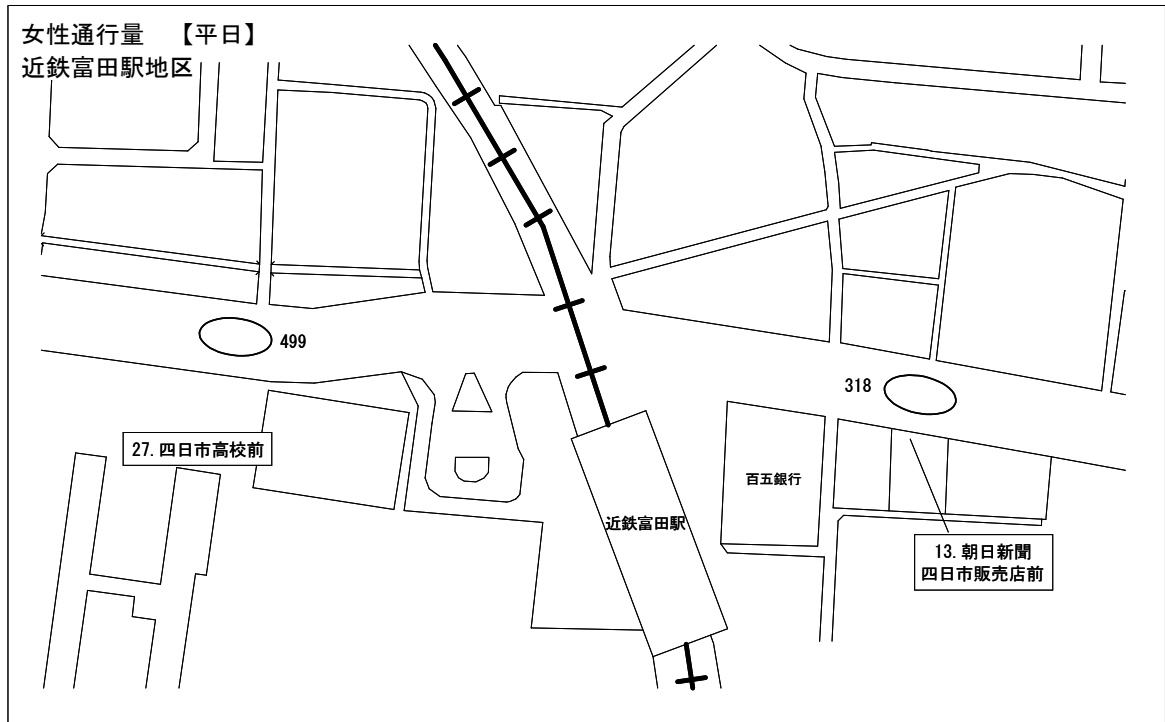 女性通行量　【平日】
近鉄富田駅地区
499
318
27. 四日市高校前
百五銀行
近鉄富田駅
13. 朝日新聞
四日市販売店前